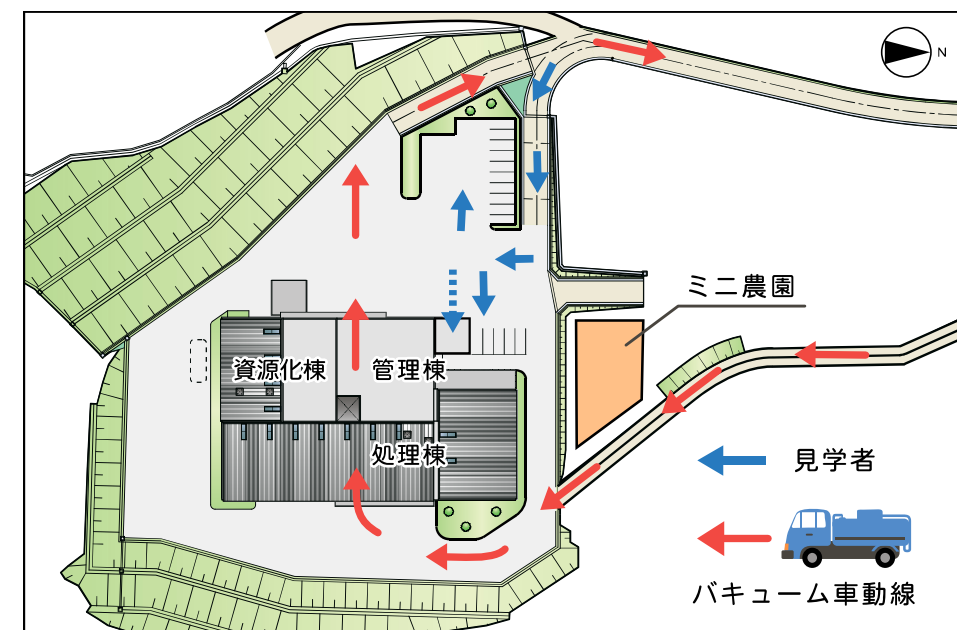 N
ミニ農園
資源化棟
管理棟
処理棟
見学者
バキューム車動線